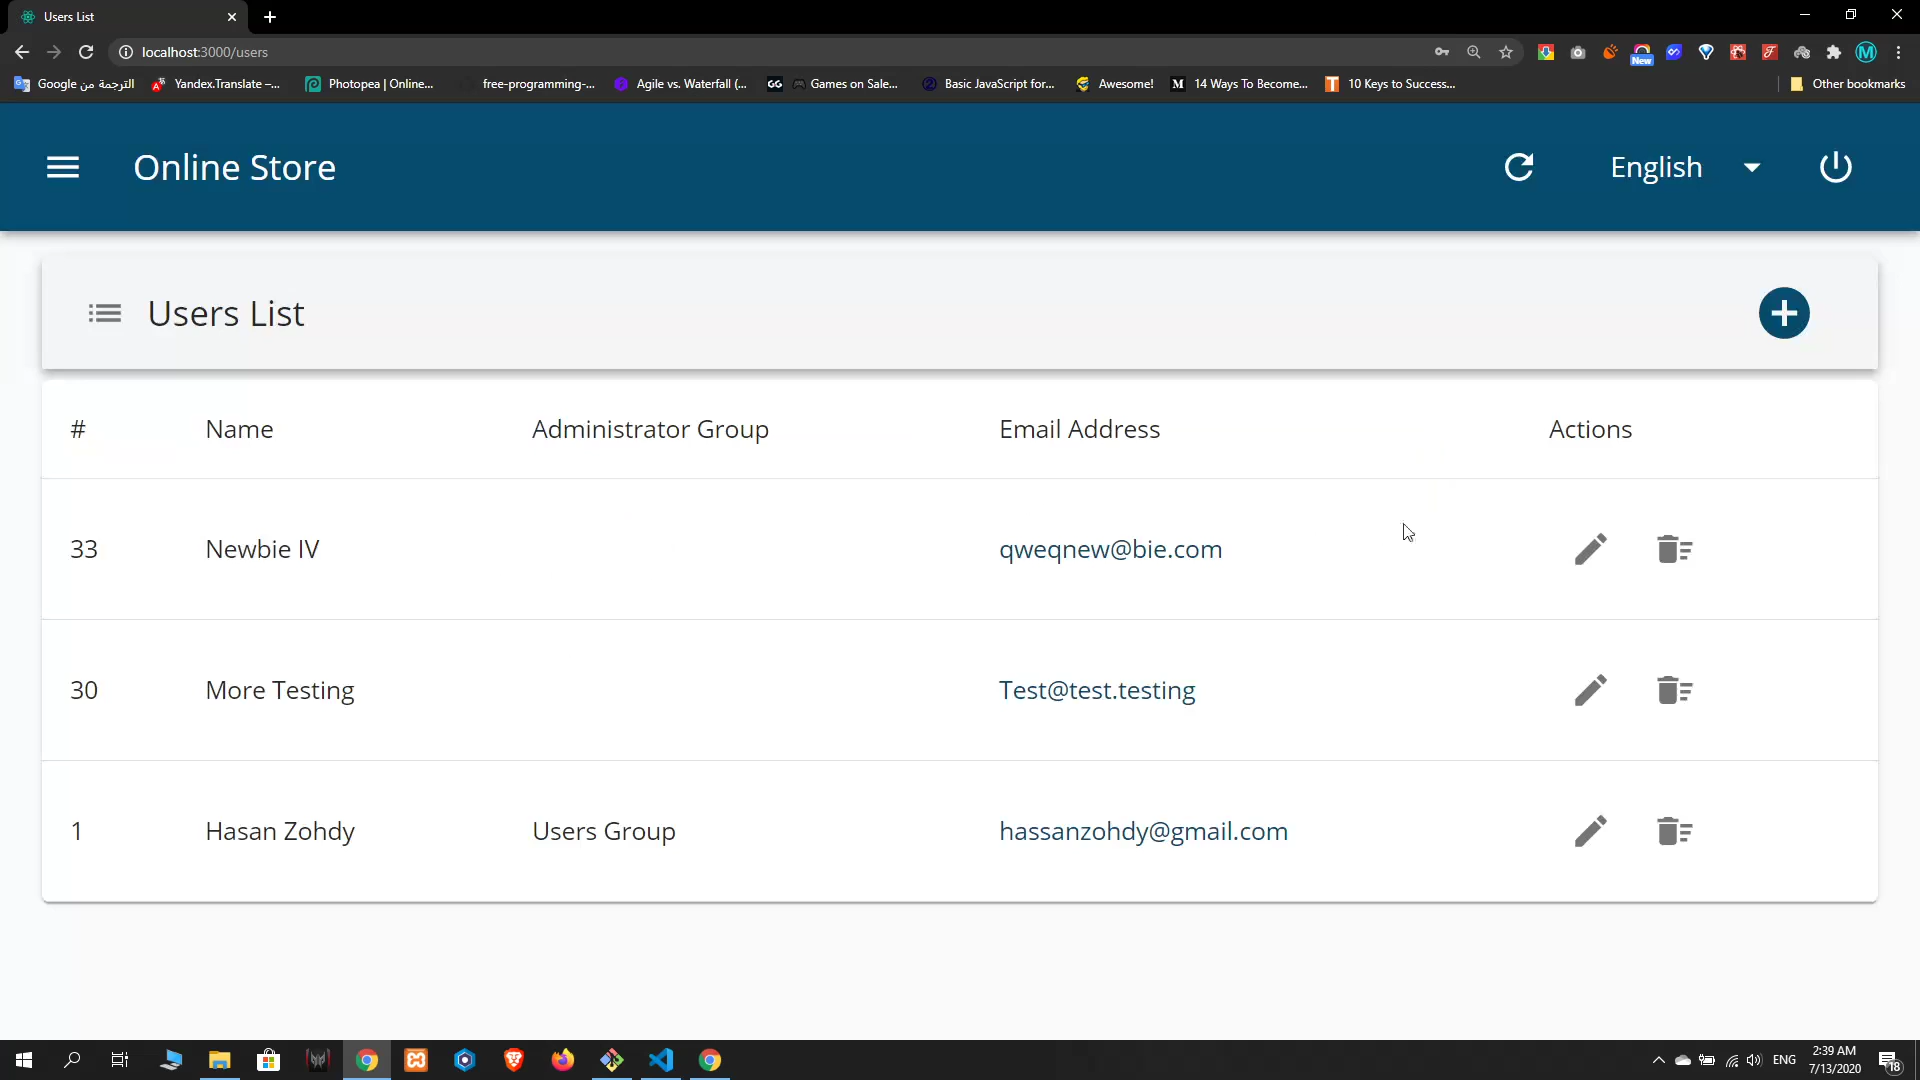 Users List
localhost:3000/users
New
الترجمة من Google
Yandex.Translate –...
Photopea | Online...
free-programming-...
Agile vs. Waterfall (...
GG
Games on Sale...
Basic JavaScript for...
Awesome!
M
14 Ways To Become...
T
10 Keys to Success...
Other bookmarks
Online Store
English
Users List
# Name Administrator Group Email Address Actions
33 Newbie IV qweqnew@bie.com
30 More Testing Test@test.testing
1 Hasan Zohdy Users Group hassanzohdy@gmail.com
ENG
2:39 AM
7/13/2020
18